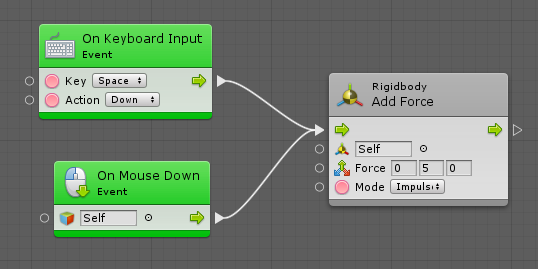 On Keyboard Input
Event
Key Space
Action Down
On Mouse Down
Event
Self
Rigidbody
Add Force
Self
Force 0 5 0
Mode Impuls